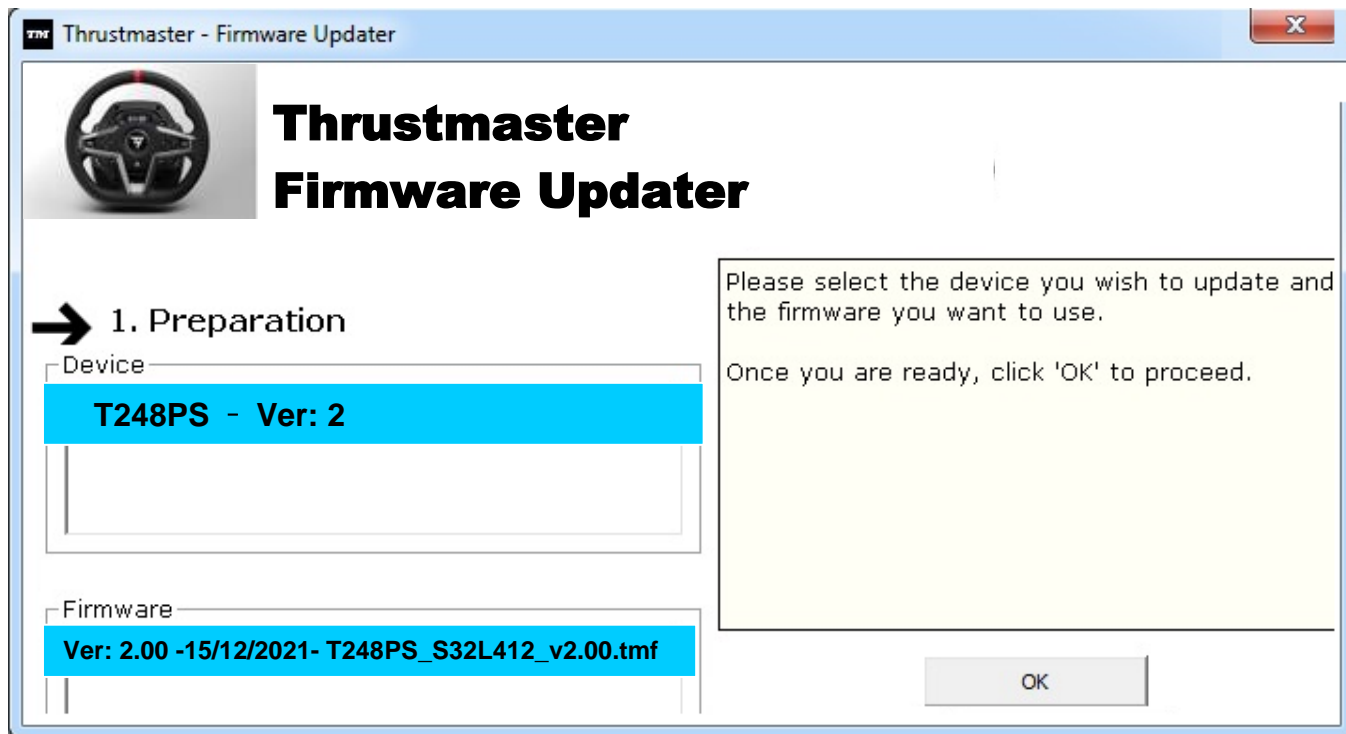 TM Thrustmaster - Firmware Updater
X
Thrustmaster
Firmware Updater
1. Preparation
Device
T248PS - Ver: 2
Firmware
Ver: 2.00 -15/12/2021- T248PS_S32L412_v2.00.tmf
Please select the device you wish to update and
the firmware you want to use.
Once you are ready, click 'OK' to proceed.
OK